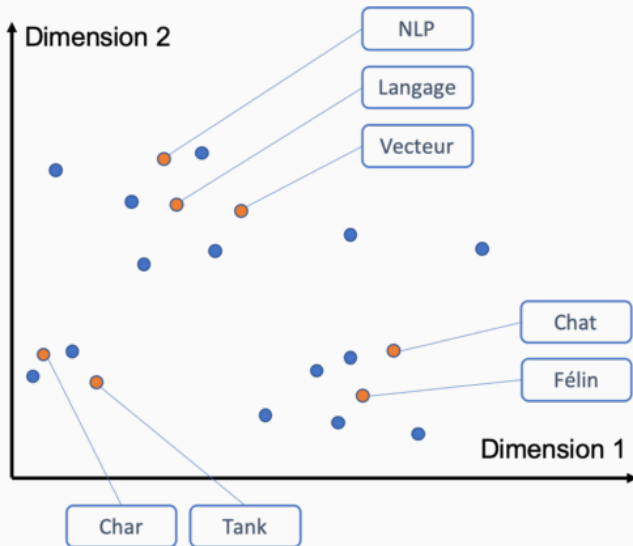 NLP
Dimension 2
Langage
Vecteur
Chat
Félin
Dimension 1
Char
Tank